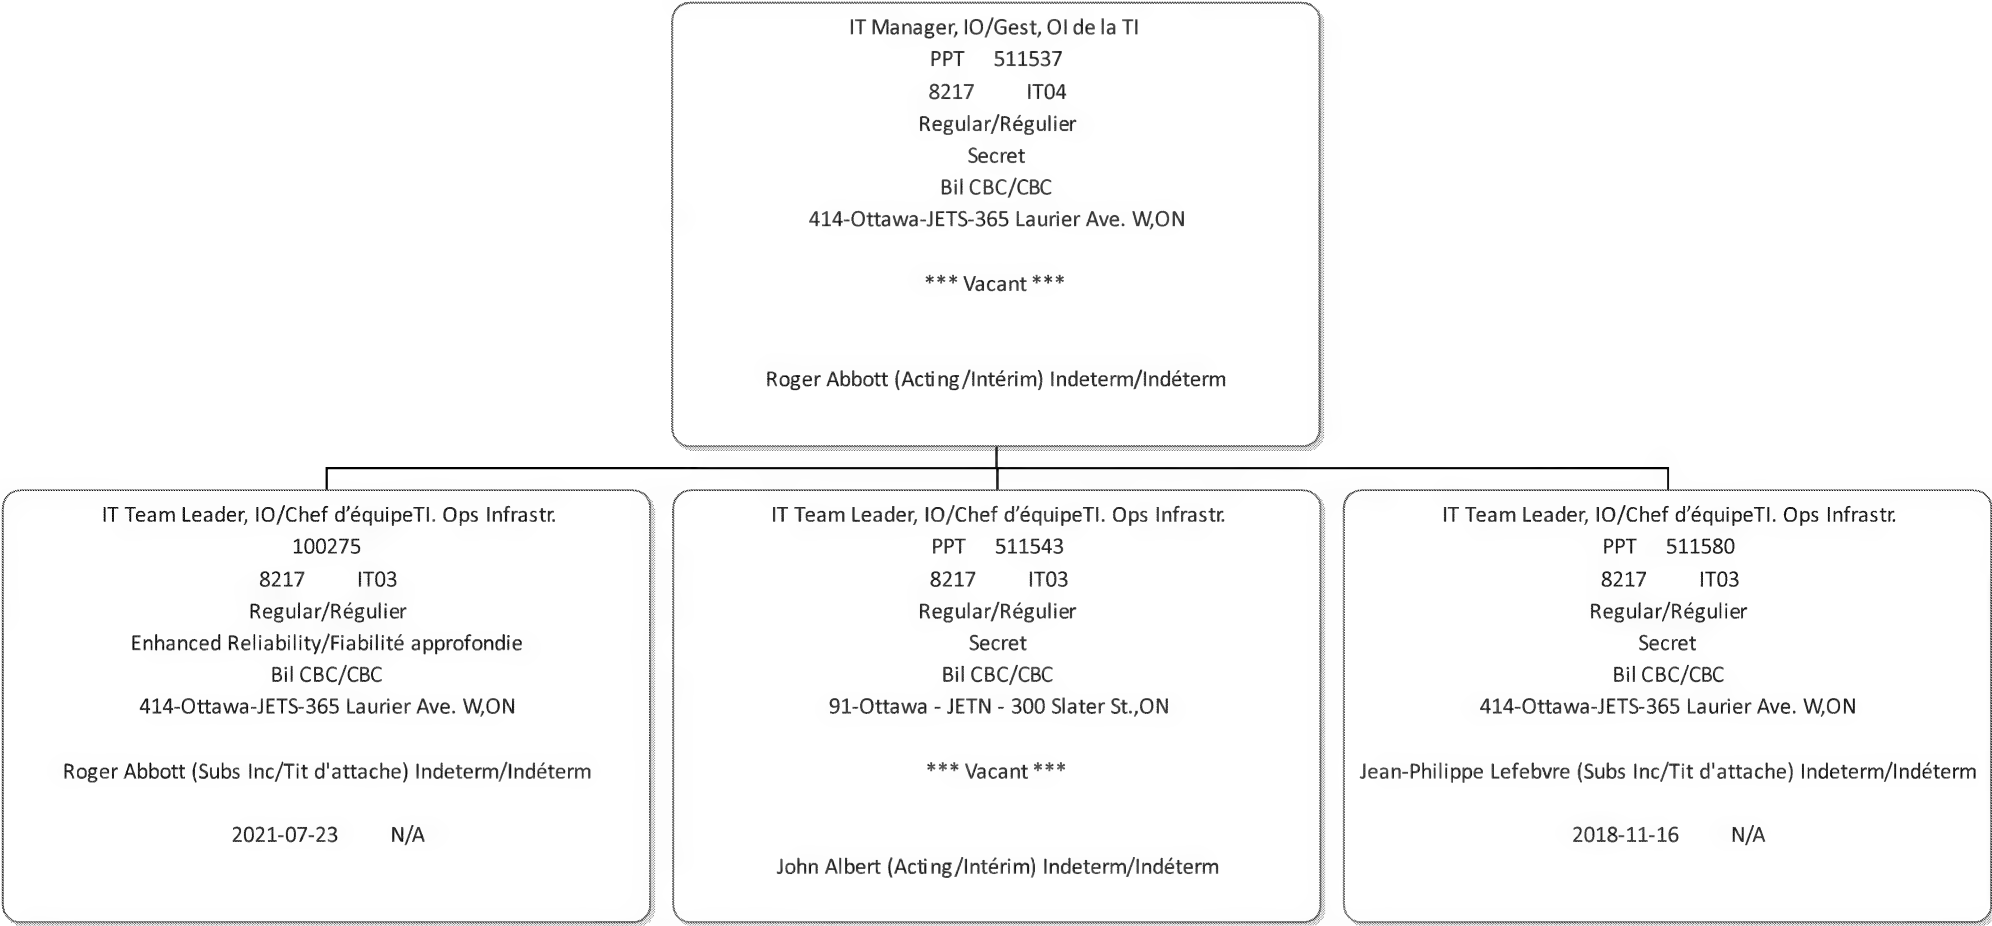 IT Manager, IO/Gest, OI de la TI
PPT 511537
8217 IT04
Regular/Régulier
Secret
Bil CBC/CBC
414-Ottawa-JETS-365 Laurier Ave. W,ON
*** Vacant ***
Roger Abbott (Acting/Intérim) Indeterm/Indéterm
IT Team Leader, IO/Chef d’équipeTI. Ops Infrastr.
100275
8217 IT03
Regular/Régulier
Enhanced Reliability/Fiabilité approfondie
Bil CBC/CBC
414-Ottawa-JETS-365 Laurier Ave. W,ON
Roger Abbott (Subs Inc/Tit d'attache) Indeterm/Indéterm
2021-07-23 N/A
IT Team Leader, IO/Chef d’équipeTI. Ops Infrastr.
PPT 511543
8217 IT03
Regular/Régulier
Secret
Bil CBC/CBC
91-Ottawa - JETN - 300 Slater St.,ON
*** Vacant ***
John Albert (Acting/Intérim) Indeterm/Indéterm
IT Team Leader, IO/Chef d’équipeTI. Ops Infrastr.
PPT 511580
8217 IT03
Regular/Régulier
Secret
Bil CBC/CBC
414-Ottawa-JETS-365 Laurier Ave. W,ON
Jean-Philippe Lefebvre (Subs Inc/Tit d'attache) Indeterm/Indéterm
2018-11-16 N/A